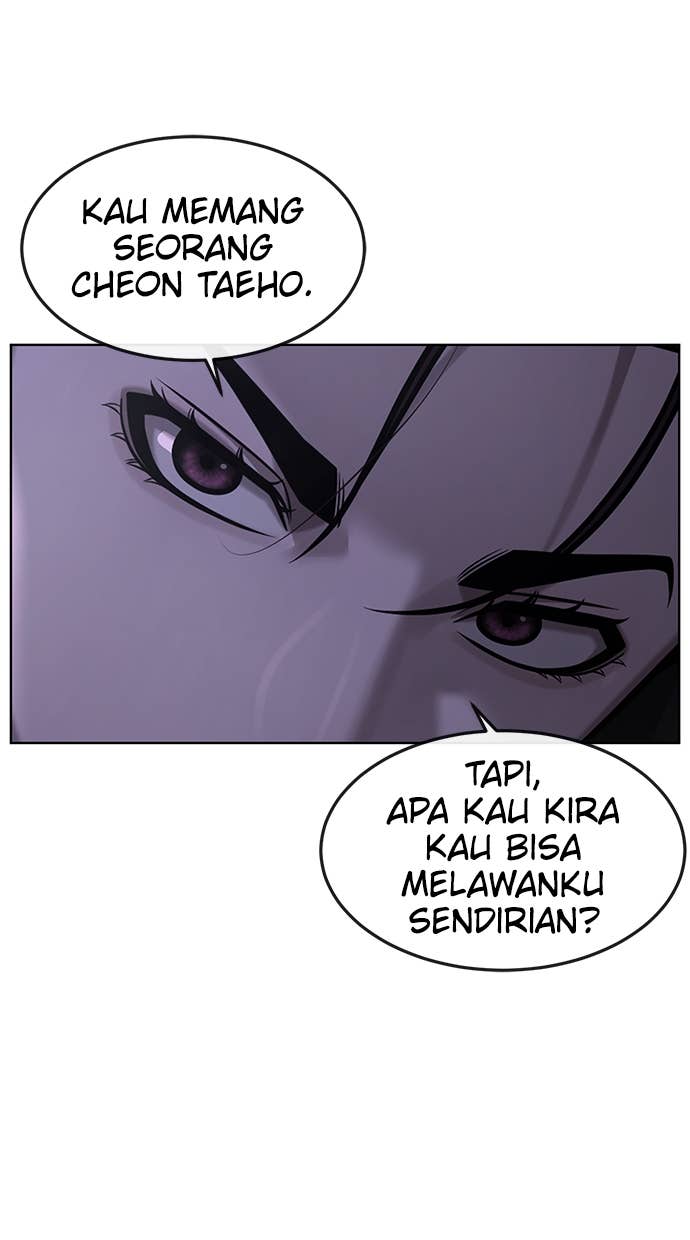 KAU MEMANG
SEORANG
CHEON TAEHO.
TAPI,
APA KAU KIRA
KAU BISA
MELAWANKU
SENDIRIAN?